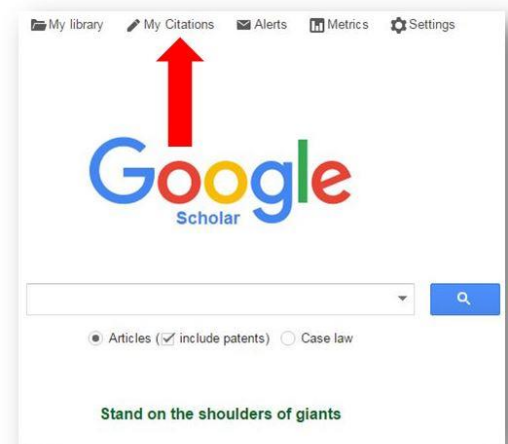 My library My Citations Alerts Metrics Settings
Google
Scholar
Articles (include patents) Case law
Stand on the shoulders of giants